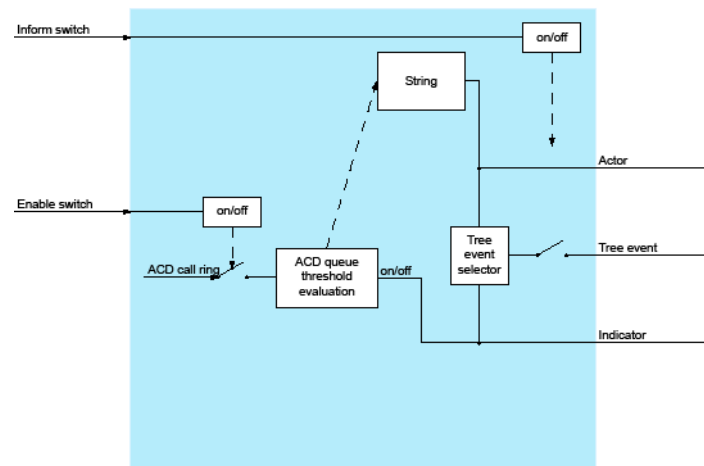 Inform switch
on/off
String
Actor
Enable switch
on/off
Tree
event
selector
Tree event
ACD call ring
ACD queue
threshold
evaluation
on/off
Indicator